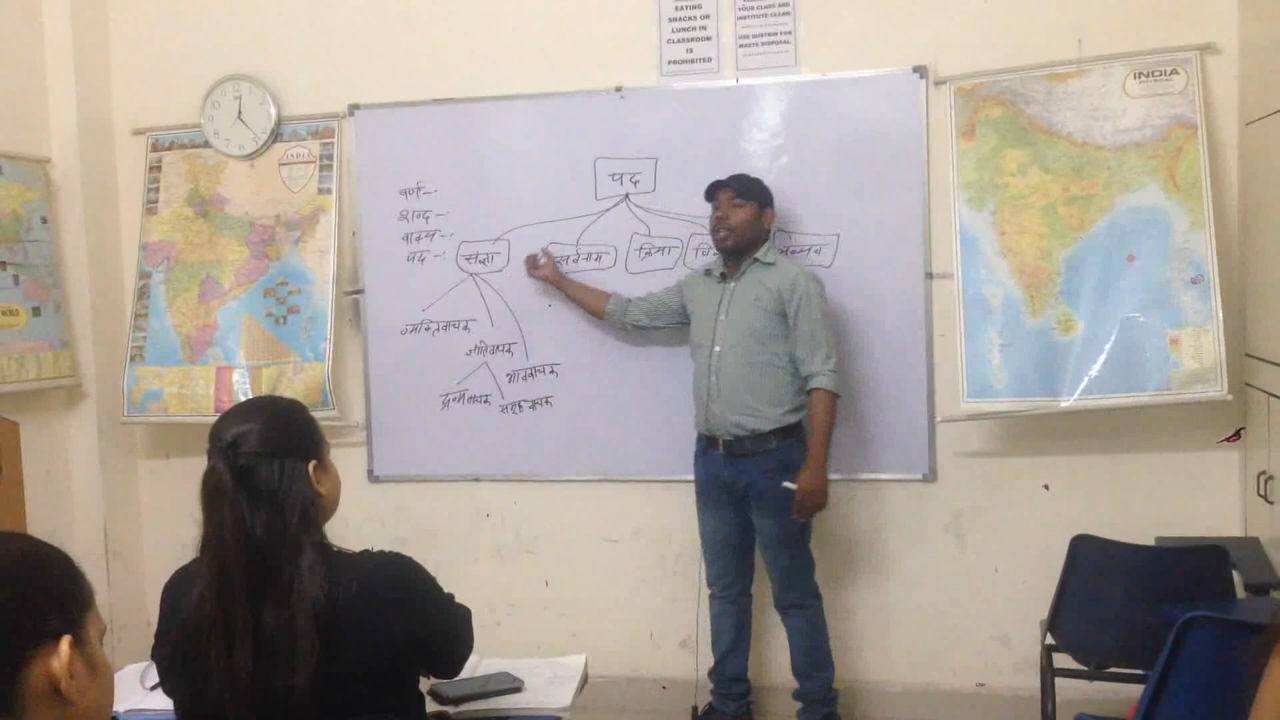 EATING
SNACKS OR
LUNCH IN
CLASSROOM
IS
PROHIBITED
YOUR CLASS AND
INSTITUTE CLEAN.
USE DUSTBIN FOR
WASTE DISPOSAL.
INDIA
INDIA
WORLD
पद
वर्ण -:
शब्द -:
वाक्य -:
पद -:
संज्ञा
सर्वनाम
क्रिया
वि
अव्यय
व्यक्तिवाचक
जातिवाचक
भाववाचक
द्रव्यवाचक
समूहवाचक